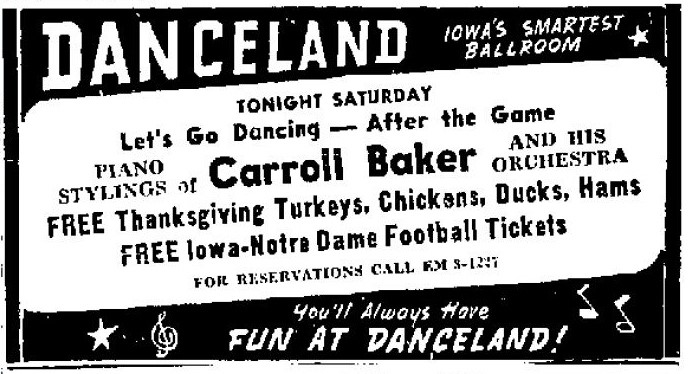 DANCELAND
IOWA'S SMARTEST
BALLROOM
TONIGHT SATURDAY
Let's Go Dancing — After the Game
PIANO
STYLINGS of
Carroll Baker
AND HIS
ORCHESTRA
FREE Thanksgiving Turkeys, Chickens, Ducks, Hams
FREE Iowa-Notre Dame Football Tickets
FOR RESERVATIONS CALL EM
You'll Always Have
FUN AT DANCELAND!